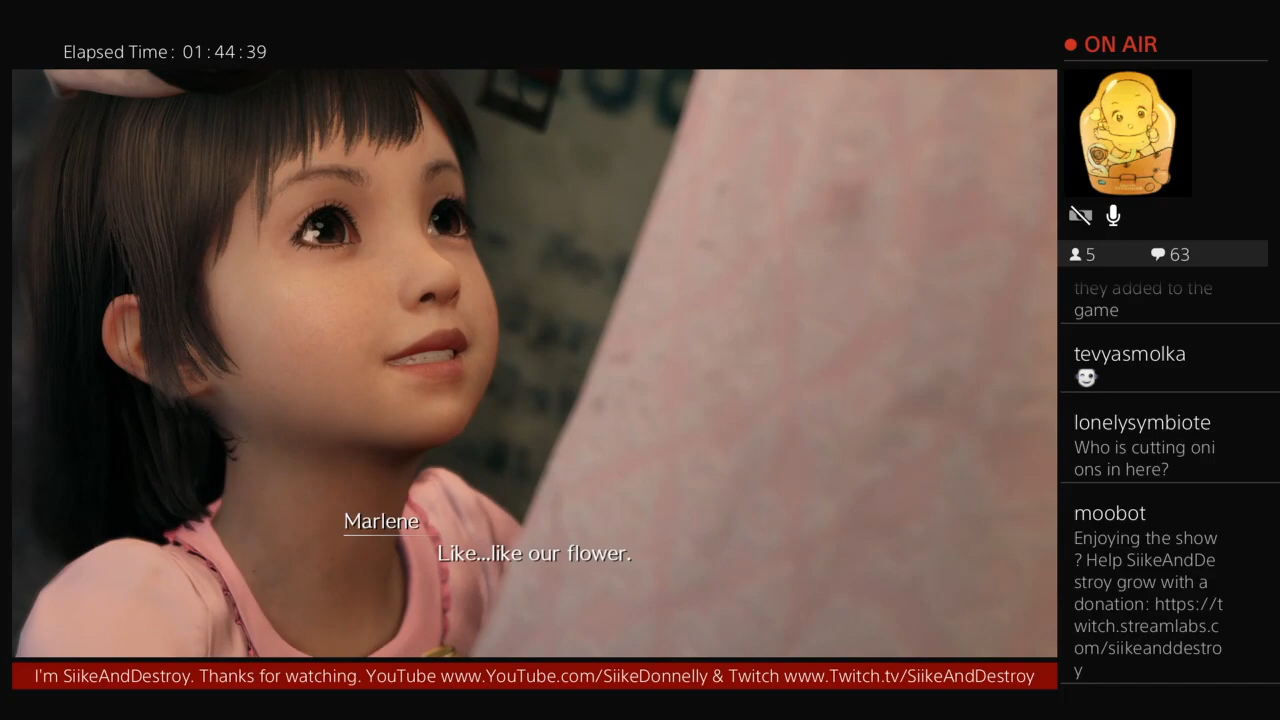 Elapsed Time: 01:44:39
ON AIR
5
63
they added to the
game
tevyasmolka
lonelysymbiote
Who is cutting oni
ons in here?
moobot
Enjoying the show
? Help SiikeAndDe
stroy grow with a
donation: https://t
witch.streamlabs.c
om/siikeanddestro
y
Marlene
Like...like our flower.
I'm SiikeAndDestroy. Thanks for watching. YouTube www.YouTube.com/SiikeDonnelly & Twitch www.Twitch.tv/SiikeAndDestroy